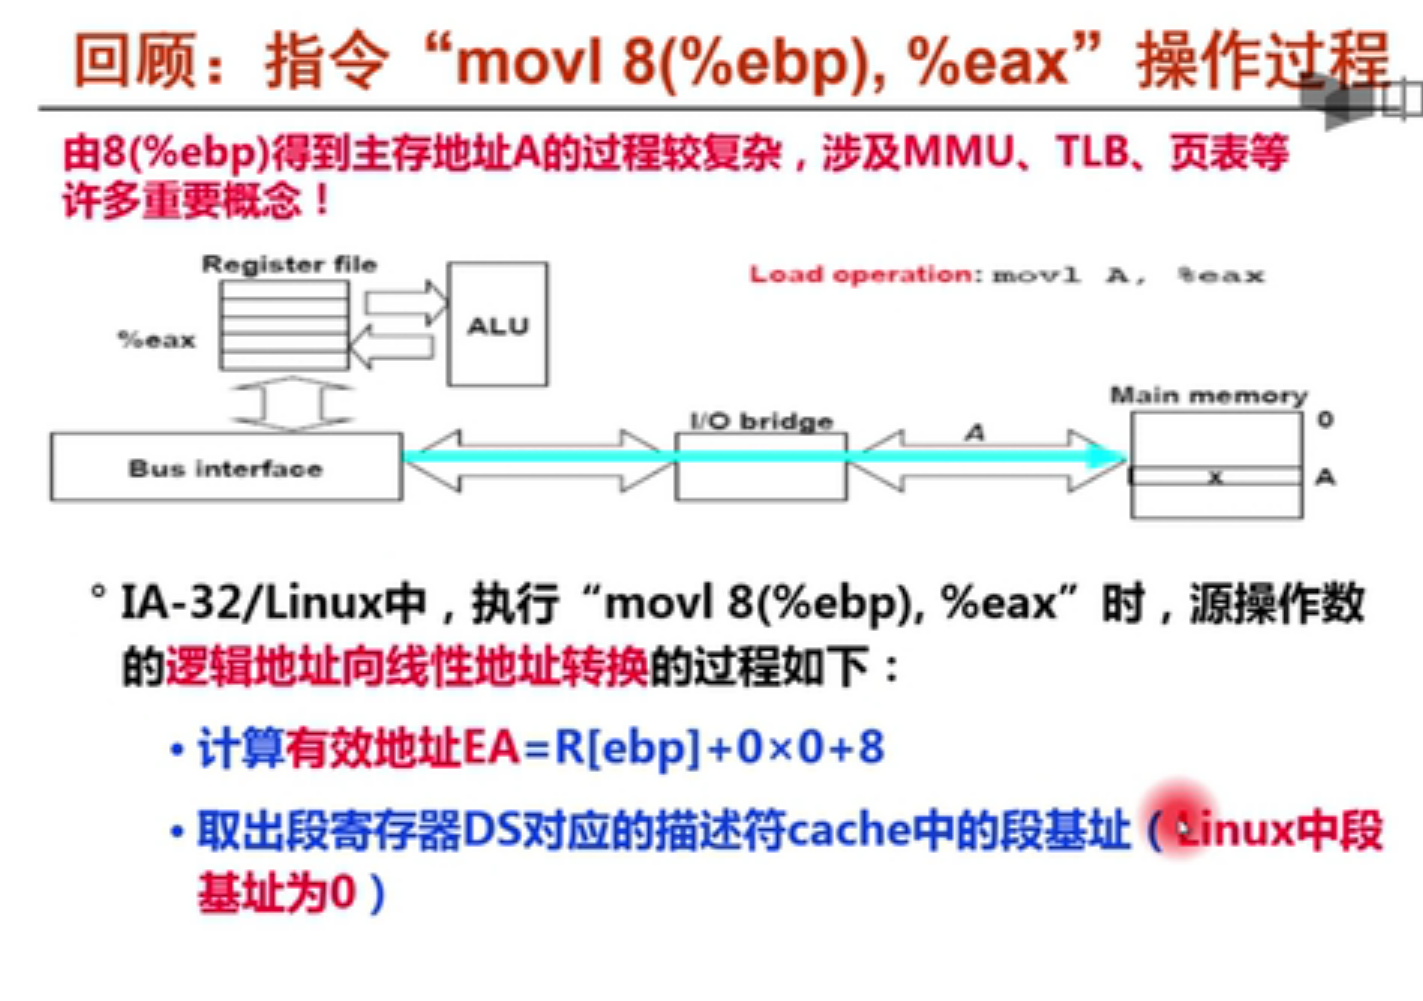 回顾：指令“movl 8(%ebp), %eax”操作过程
由8(%ebp)得到主存地址A的过程较复杂，涉及MMU、TLB、页表等
许多重要概念！
Register file
Load operation: movl A, %eax
ALU
%eax
Main memory
I/O bridge
0
A
Bus interface
x
A
° IA-32/Linux中，执行“movl 8(%ebp), %eax”时，源操作数
的逻辑地址向线性地址转换的过程如下：
• 计算有效地址EA=R[ebp]+0×0+8
• 取出段寄存器DS对应的描述符cache中的段基址（Linux中段
基址为0）